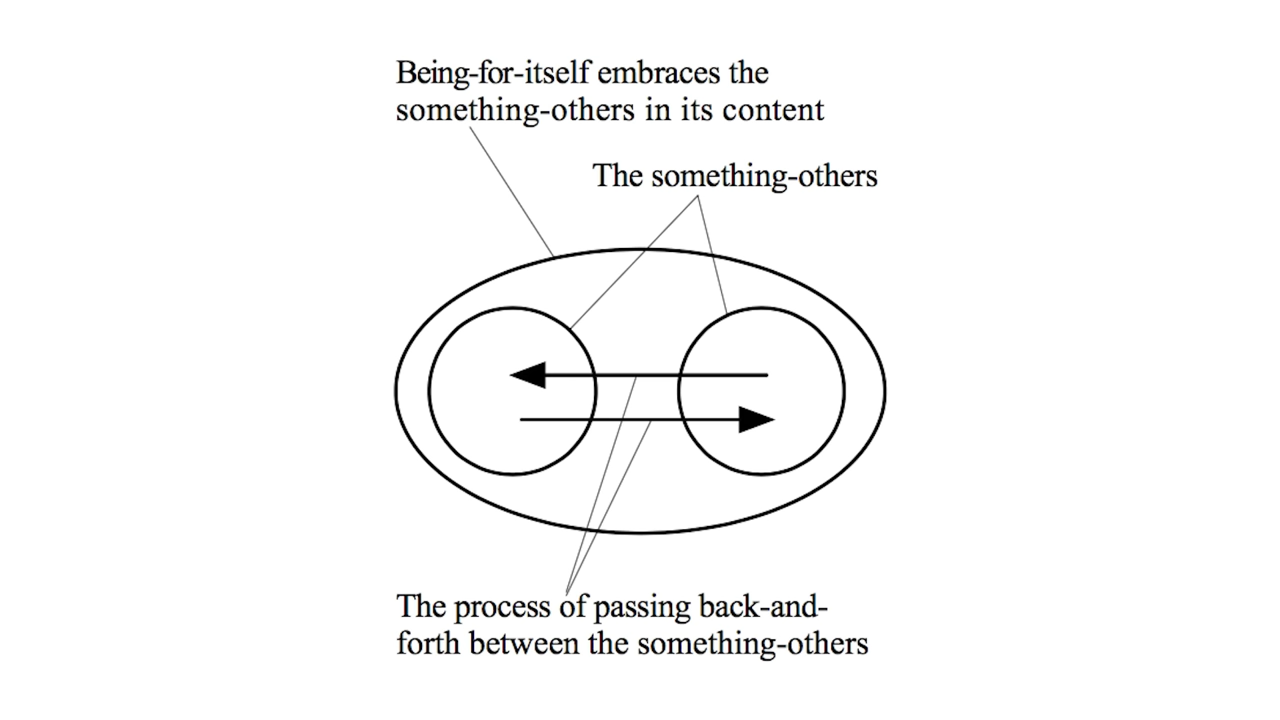 Being-for-itself embraces the
something-others in its content
The something-others
The process of passing back-and-
forth between the something-others